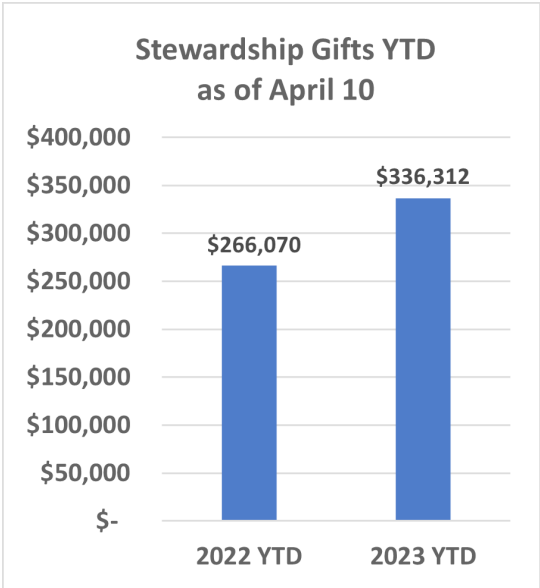 Stewardship Gifts YTD
as of April 10
$400,000
$350,000
$336,312
$300,000
$266,070
$250,000
$200,000
$150,000
$100,000
$50,000
$-
2022 YTD
2023 YTD